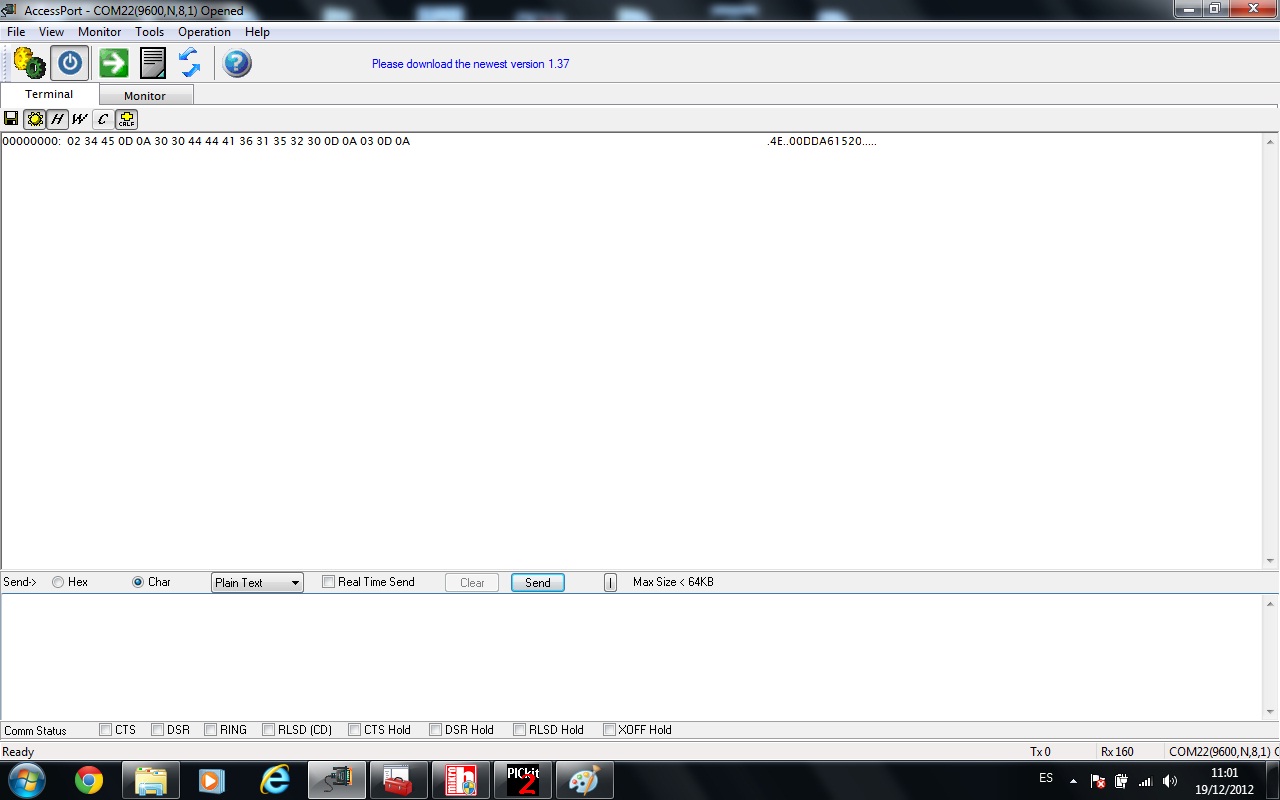 AccessPort - COM22(9600,N,8,1) Opened
File View Monitor Tools Operation Help
Please download the newest version 1.37
Terminal Monitor
H W C CRLF
00000000: 02 34 45 0D 0A 30 30 44 44 41 36 31 35 32 30 0D 0A 03 0D 0A .4E..00DDA61520.....
Send-> Hex Char Plain Text Real Time Send Clear Send | Max Size < 64KB
Comm Status CTS DSR RING RLSD (CD) CTS Hold DSR Hold RLSD Hold XOFF Hold
Ready Tx 0 Rx 160 COM22(9600,N,8,1) C
PICkit 2
ES 11:01
19/12/2012